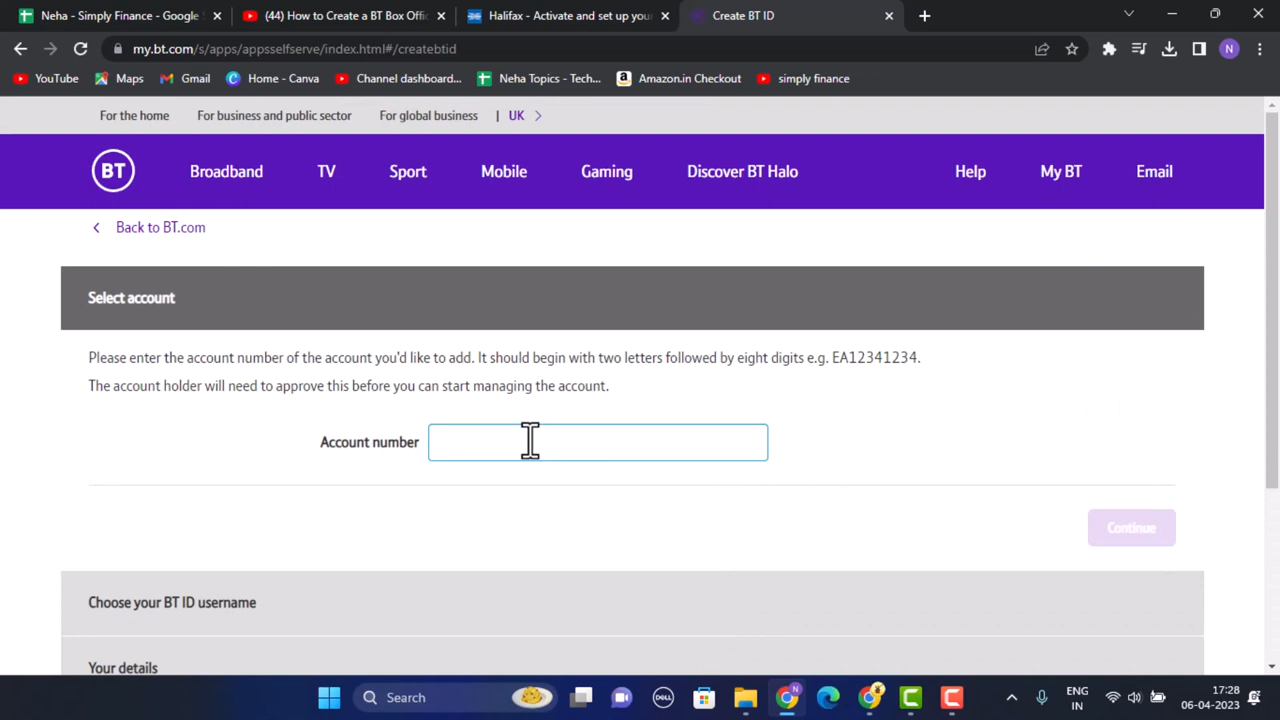 Neha - Simply Finance - Google
(44) How to Create a BT Box Offi
Halifax - Activate and set up your
Create BT ID
my.bt.com/s/apps/appsselfserve/index.html#/createbtid
N
YouTube
Maps
Gmail
Home - Canva
Channel dashboard...
Neha Topics - Tech...
Amazon.in Checkout
simply finance
For the home
For business and public sector
For global business
| UK
BT
Broadband
TV
Sport
Mobile
Gaming
Discover BT Halo
Help
My BT
Email
Back to BT.com
Select account
Please enter the account number of the account you'd like to add. It should begin with two letters followed by eight digits e.g. EA12341234.
The account holder will need to approve this before you can start managing the account.
Account number
Continue
Choose your BT ID username
Your details
Search
DELL
ENG
IN
17:28
06-04-2023